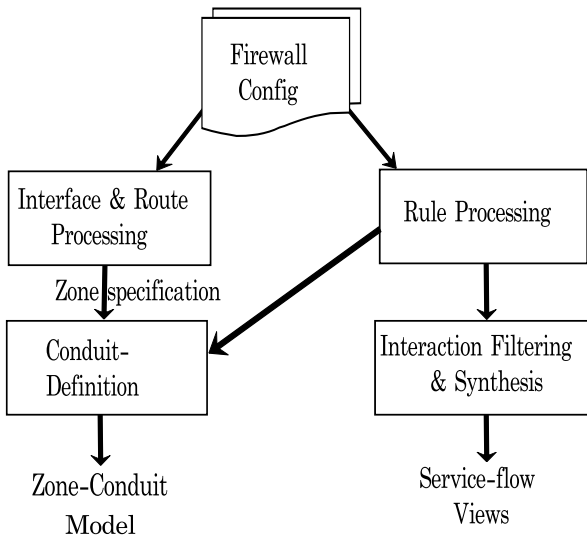 Firewall
Config
Interface & Route
Processing
Rule Processing
Zone specification
Conduit-
Definition
Interaction Filtering
& Synthesis
Zone-Conduit
Model
Service-flow
Views